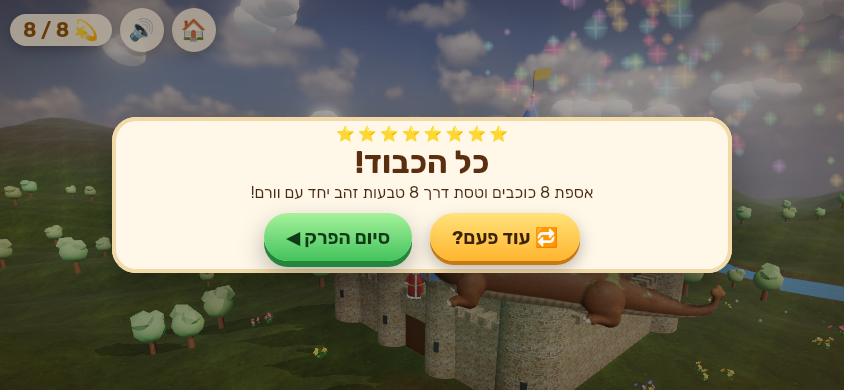 8 / 8
כל הכבוד!
אספת 8 כוכבים וטסת דרך 8 טבעות זהב יחד עם וורם!
עוד פעם?
סיום הפרק ◀